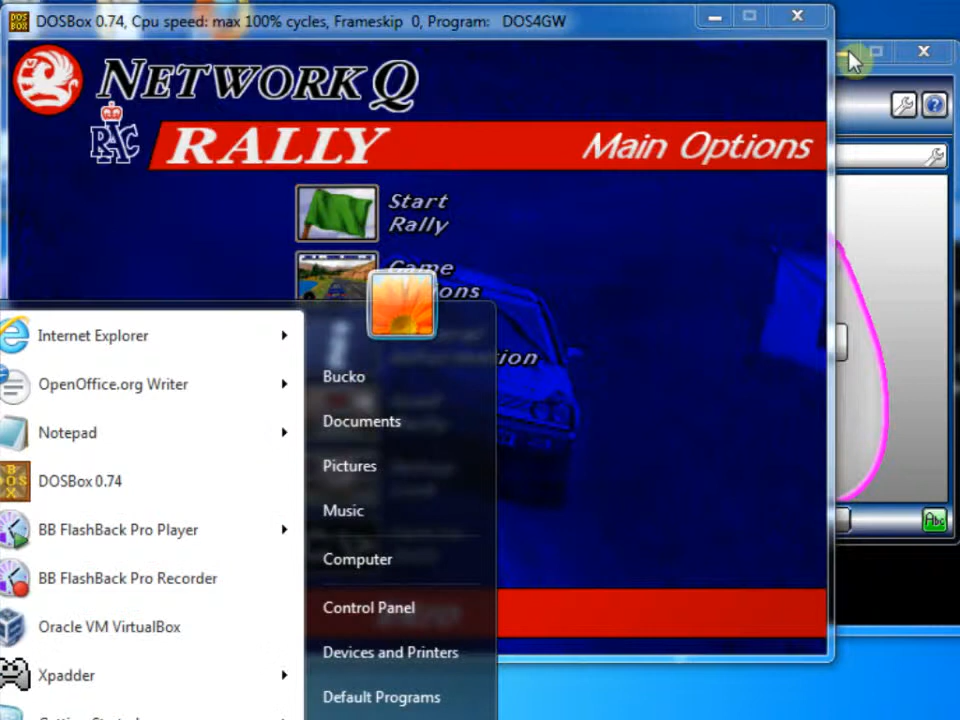 DOSBox 0.74, Cpu speed: max 100% cycles, Frameskip 0, Program: DOS4GW
NETWORK Q
RAC
RALLY
Main Options
Start
Rally
Game
Internet Explorer
OpenOffice.org Writer
Notepad
DOSBox 0.74
BB FlashBack Pro Player
BB FlashBack Pro Recorder
Oracle VM VirtualBox
Xpadder
Bucko
Documents
Pictures
Music
Computer
Control Panel
Devices and Printers
Default Programs
Abc